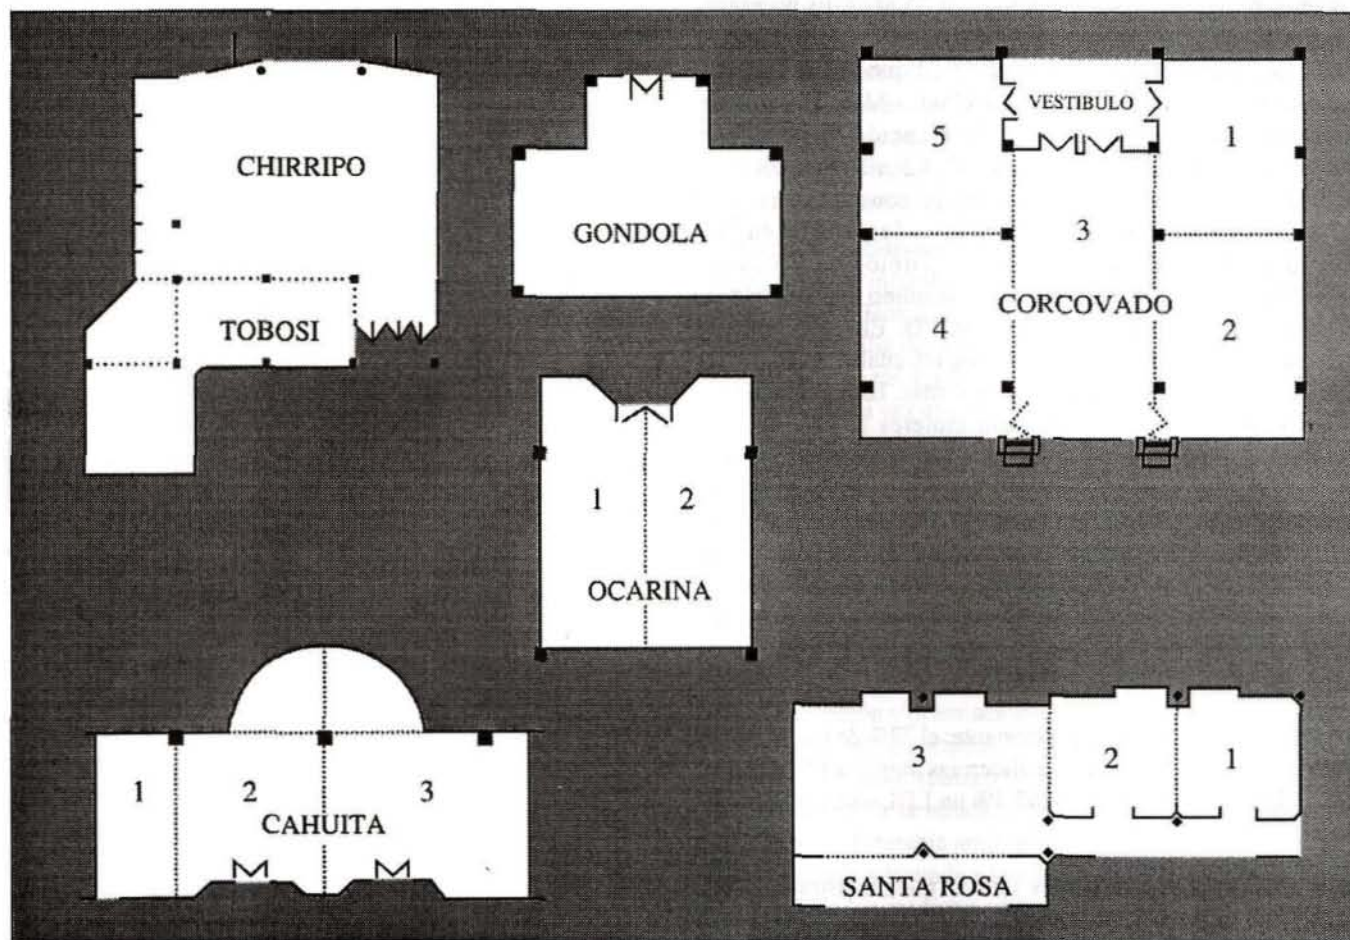 CHIRRIPO
TOBOSI
GONDOLA
VESTIBULO
5
1
3
CORCOVADO
4
2
1
2
OCARINA
1
2
3
CAHUITA
3
2
1
SANTA ROSA